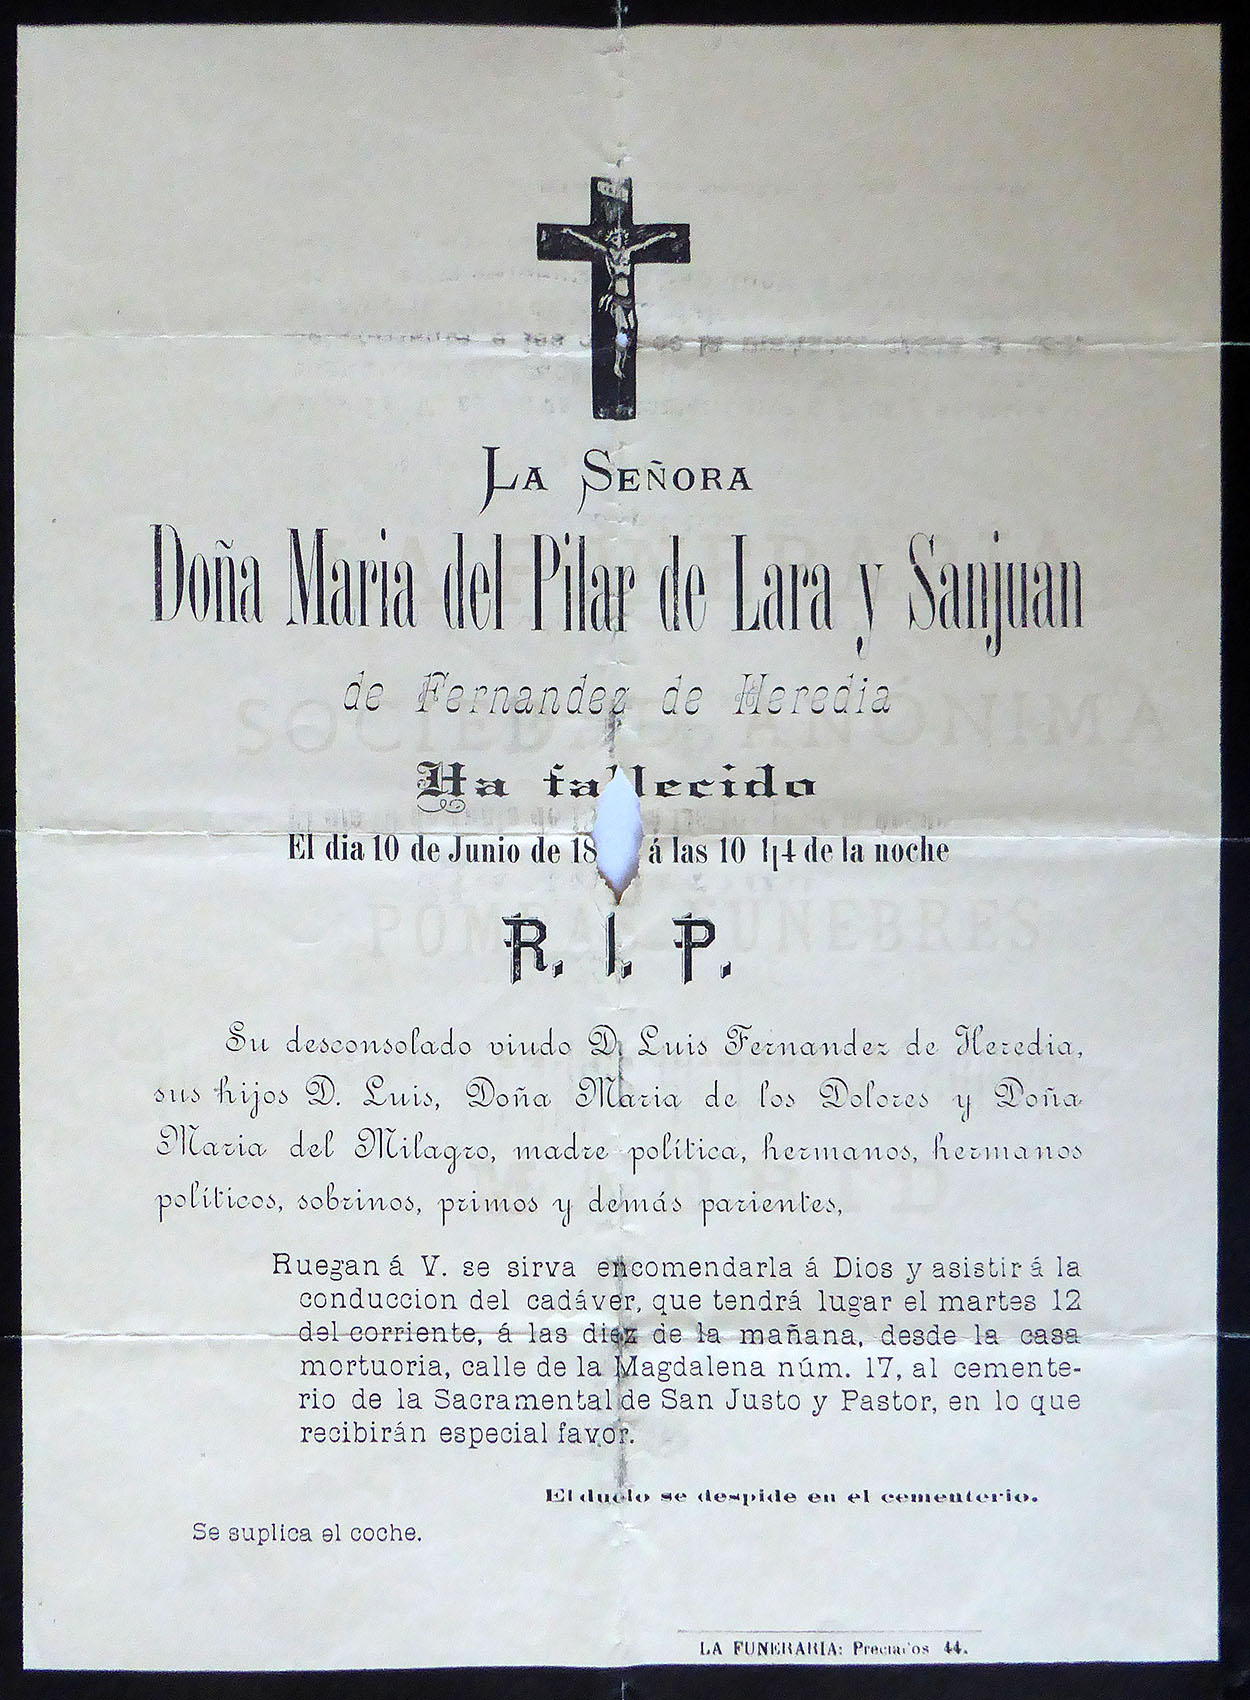 La Señora
Doña Maria del Pilar de Lara y Sanjuan
de Fernandez de Heredia
Ha fallecido
El dia 10 de Junio de 18 á las 10 1¡4 de la noche
R. I. P.
Su desconsolado viudo D. Luis Fernandez de Heredia,
sus hijos D. Luis, Doña Maria de los Dolores y Doña
Maria del Milagro, madre política, hermanos, hermanos
políticos, sobrinos, primos y demás parientes,
Ruegan á V. se sirva encomendarla á Dios y asistir á la
conduccion del cadáver, que tendrá lugar el martes 12
del corriente, á las diez de la mañana, desde la casa
mortuoria, calle de la Magdalena núm. 17, al cemente-
rio de la Sacramental de San Justo y Pastor, en lo que
recibirán especial favor.
El duelo se despide en el cementerio.
Se suplica el coche.
LA FUNERARIA: Preciados 44.
SOCIEDAD ANÓNIMA
POMPAS FUNEBRES
MADRID